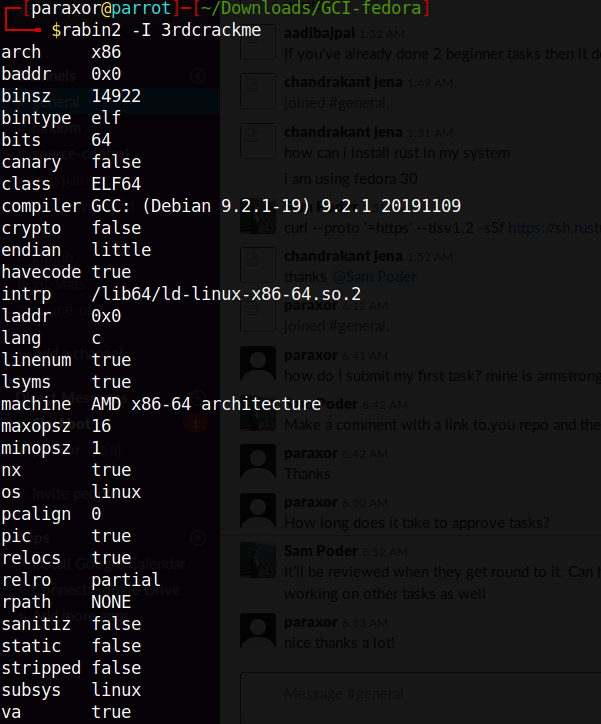 ┌─[paraxor@parrot]─[~/Downloads/GCI-fedora]
└──╼ $rabin2 -I 3rdcrackme
arch x86
baddr 0x0
binsz 14922
bintype elf
bits 64
canary false
class ELF64
compiler GCC: (Debian 9.2.1-19) 9.2.1 20191109
crypto false
endian little
havecode true
intrp /lib64/ld-linux-x86-64.so.2
laddr 0x0
lang c
linenum true
lsyms true
machine AMD x86-64 architecture
maxopsz 16
minopsz 1
nx true
os linux
pcalign 0
pic true
relocs true
relro partial
rpath NONE
sanitiz false
static false
stripped false
subsys linux
va true
general
1
Invite
Calendar
Drive
aadibajpai 1:32 AM
If you've already done 2 beginner tasks then it
chandrakant jena 1:49 AM
joined #general.
chandrakant jena 1:51 AM
how can i install rust in my system
i am using fedora 30
Poder
curl --proto '=https' --tlsv1.2 -sSf https://sh.rust
chandrakant jena 1:52 AM
thanks @Sam Poder
paraxor 6:12 AM
joined #general.
paraxor 6:41 AM
how do I submit my first task? mine is armstrong
Poder 6:42 AM
Make a comment with a link to.you repo and the
paraxor 6:42 AM
Thanks
paraxor 6:50 AM
How long does it take to approve tasks?
Sam Poder 6:52 AM
It'll be reviewed when they get round to it. Can
working on other tasks as well
paraxor 6:53 AM
nice thanks a lot!
Message #general